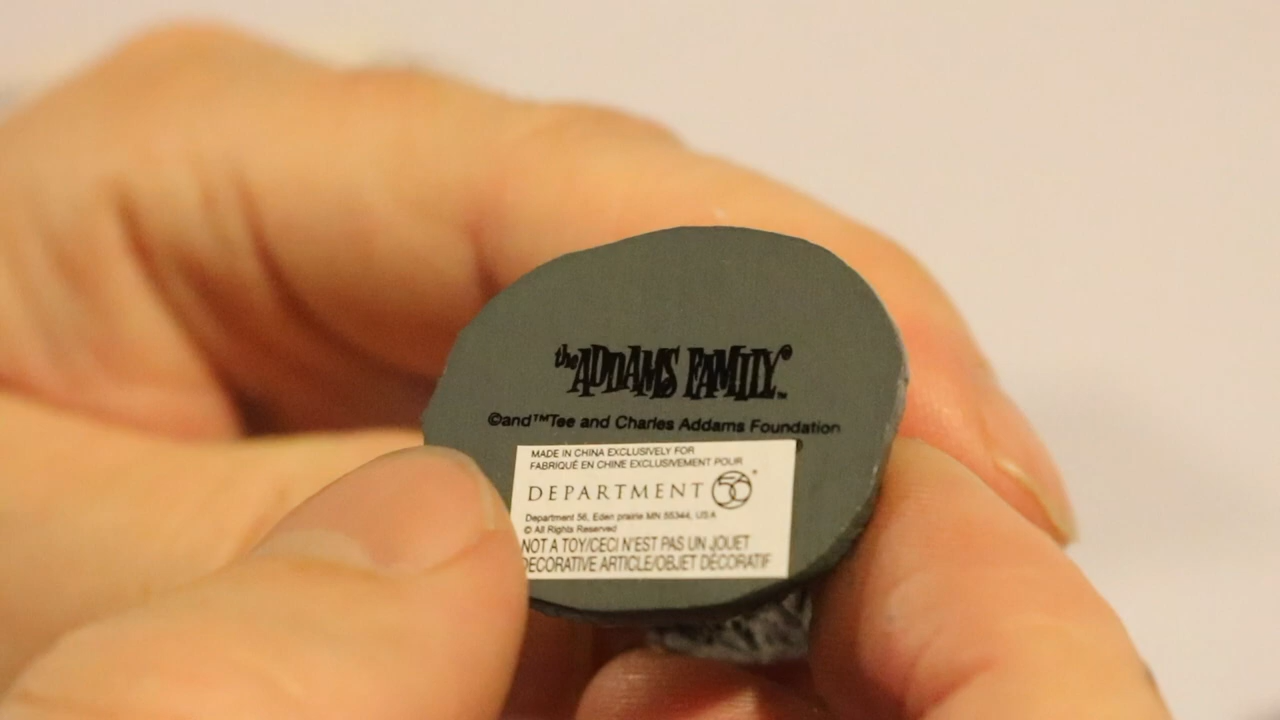 the ADDAMS FAMILY®™
©and™Tee and Charles Addams Foundation
MADE IN CHINA EXCLUSIVELY FOR
FABRIQUÉ EN CHINE EXCLUSIVEMENT POUR
DEPARTMENT 56®
Department 56, Eden prairie MN 55344, USA
© All Rights Reserved
NOT A TOY/CECI N'EST PAS UN JOUET
DECORATIVE ARTICLE/OBJET DÉCORATIF